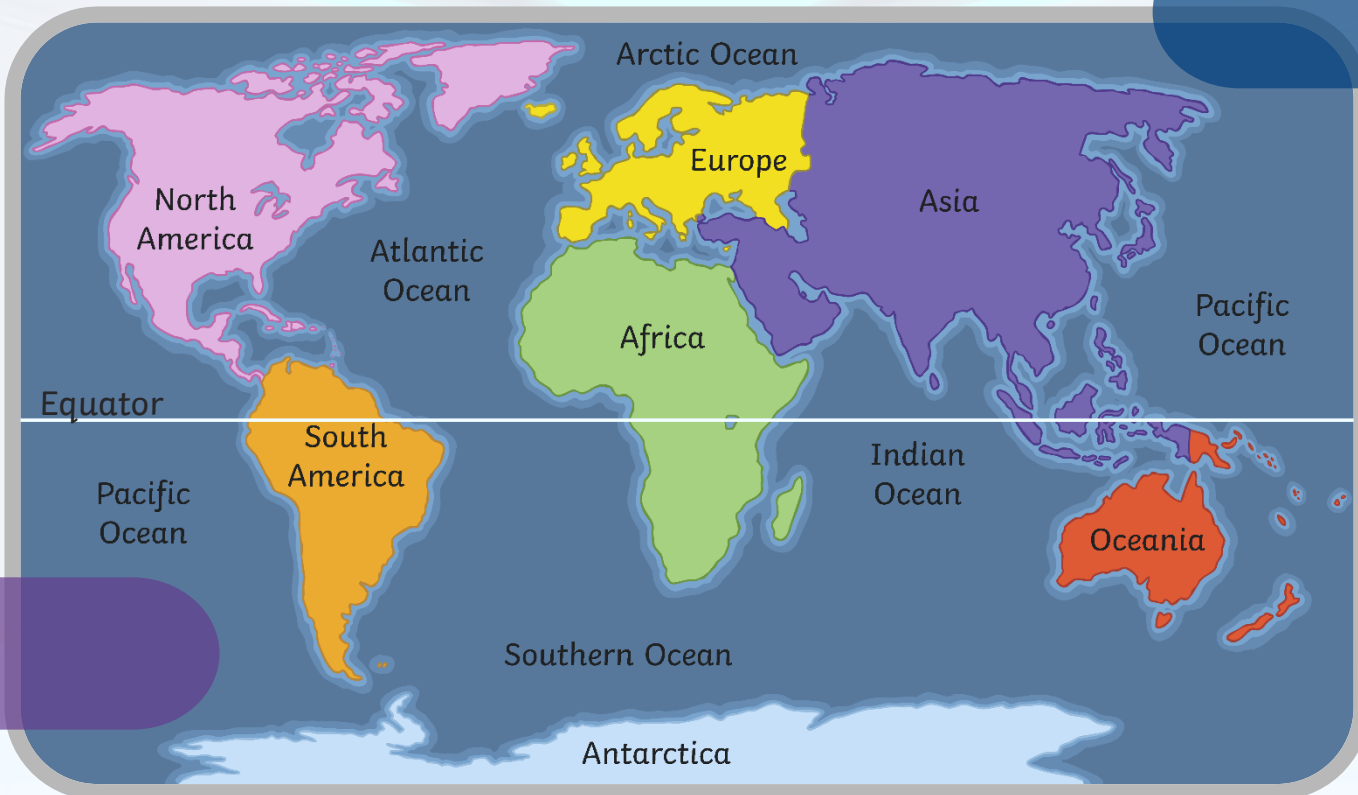 Arctic Ocean
Europe
North
America
Asia
Atlantic
Ocean
Pacific
Ocean
Africa
Equator
South
America
Indian
Ocean
Pacific
Ocean
Oceania
Southern Ocean
Antarctica